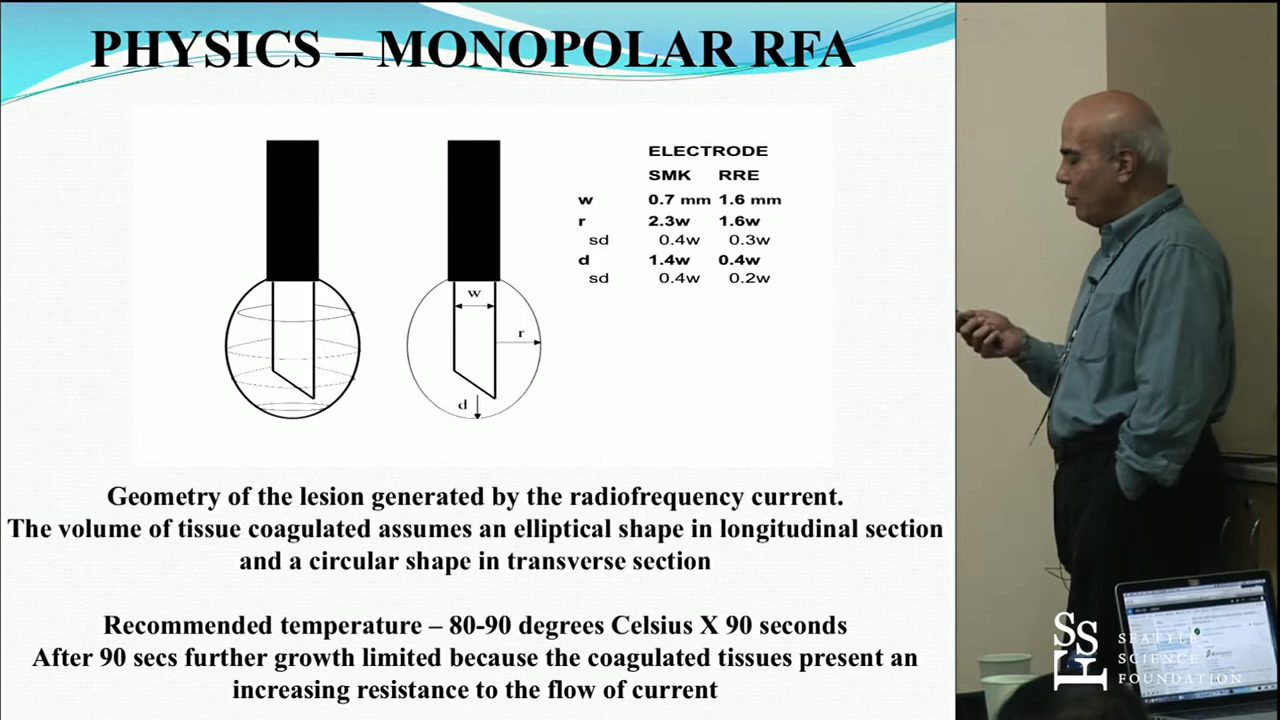 PHYSICS – MONOPOLAR RFA
ELECTRODE
SMK RRE
w 0.7 mm 1.6 mm
r 2.3w 1.6w
sd 0.4w 0.3w
d 1.4w 0.4w
sd 0.4w 0.2w
w
r
d
Geometry of the lesion generated by the radiofrequency current.
The volume of tissue coagulated assumes an elliptical shape in longitudinal section
and a circular shape in transverse section
Recommended temperature – 80-90 degrees Celsius X 90 seconds
After 90 secs further growth limited because the coagulated tissues present an
increasing resistance to the flow of current
SSF
SEATTLE
SCIENCE
FOUNDATION